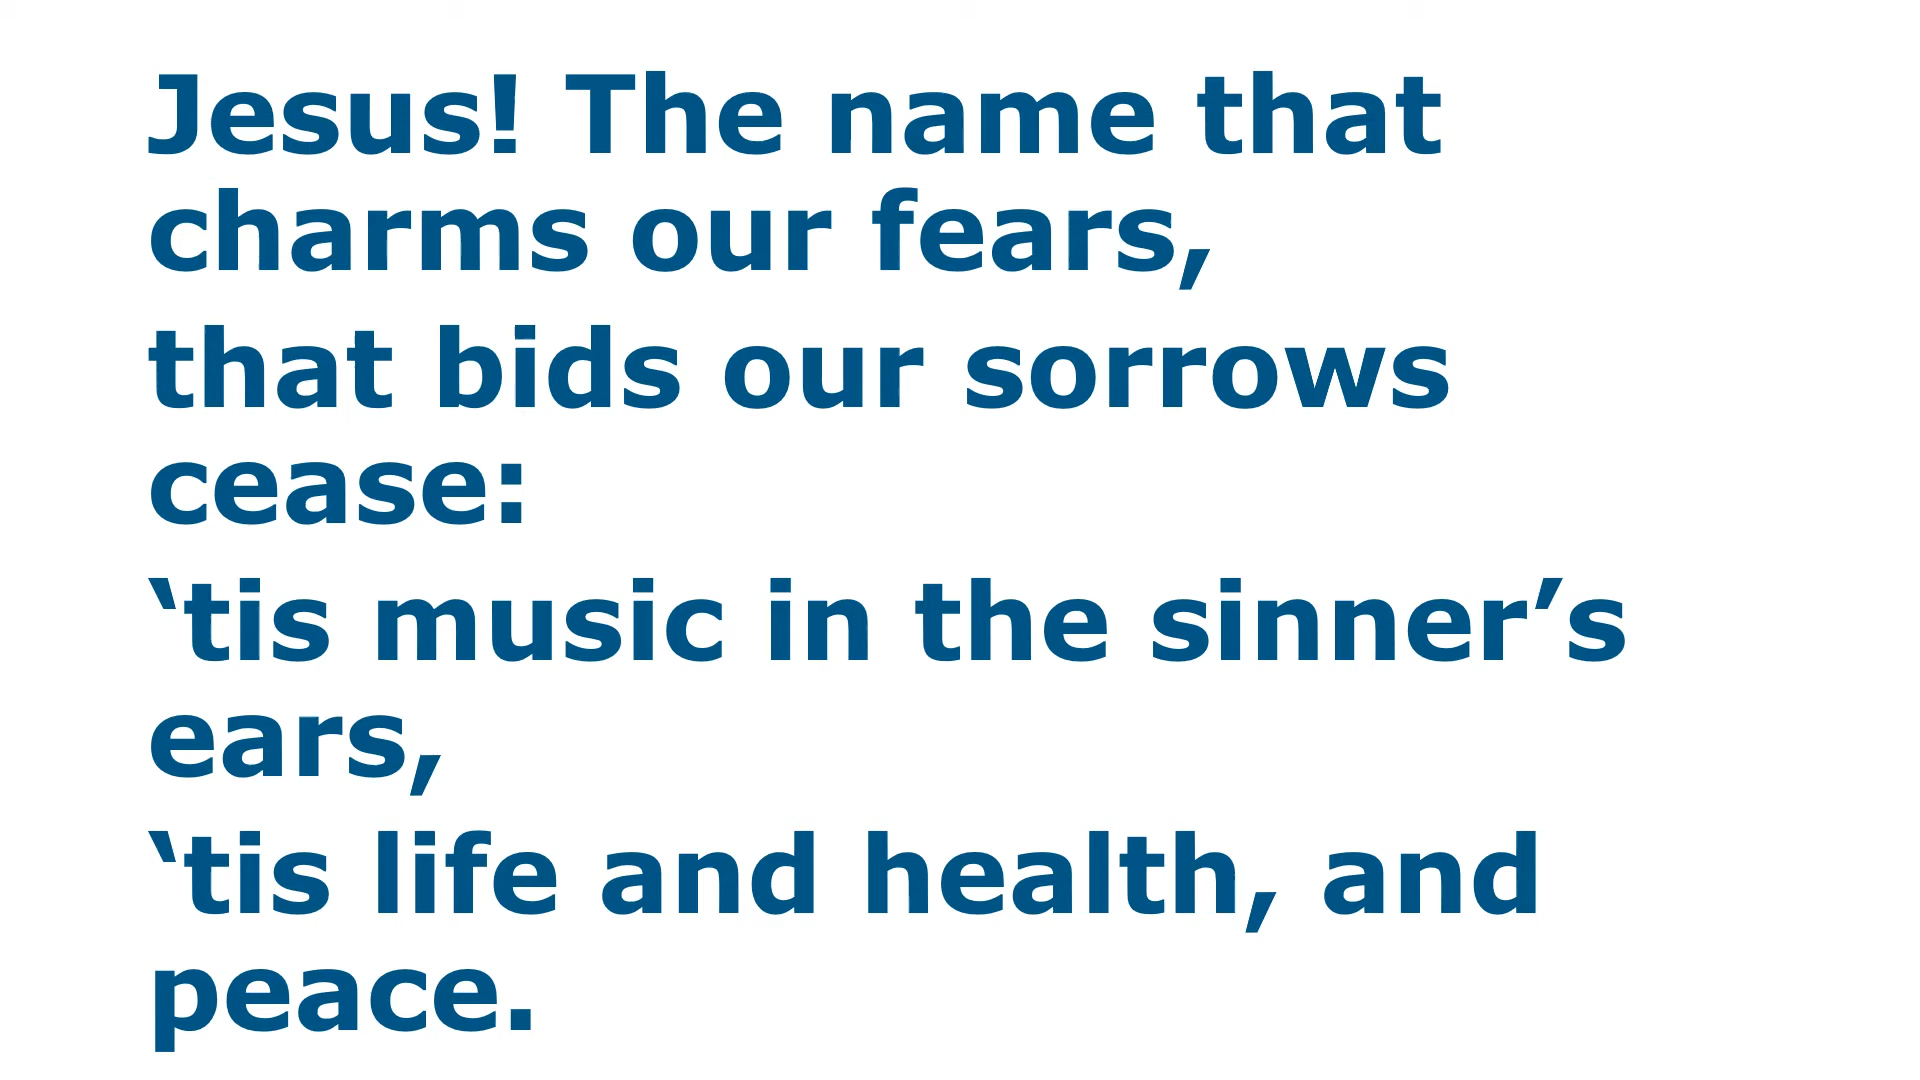 Jesus! The name that
charms our fears,
that bids our sorrows
cease:
‘tis music in the sinner’s
ears,
‘tis life and health, and
peace.